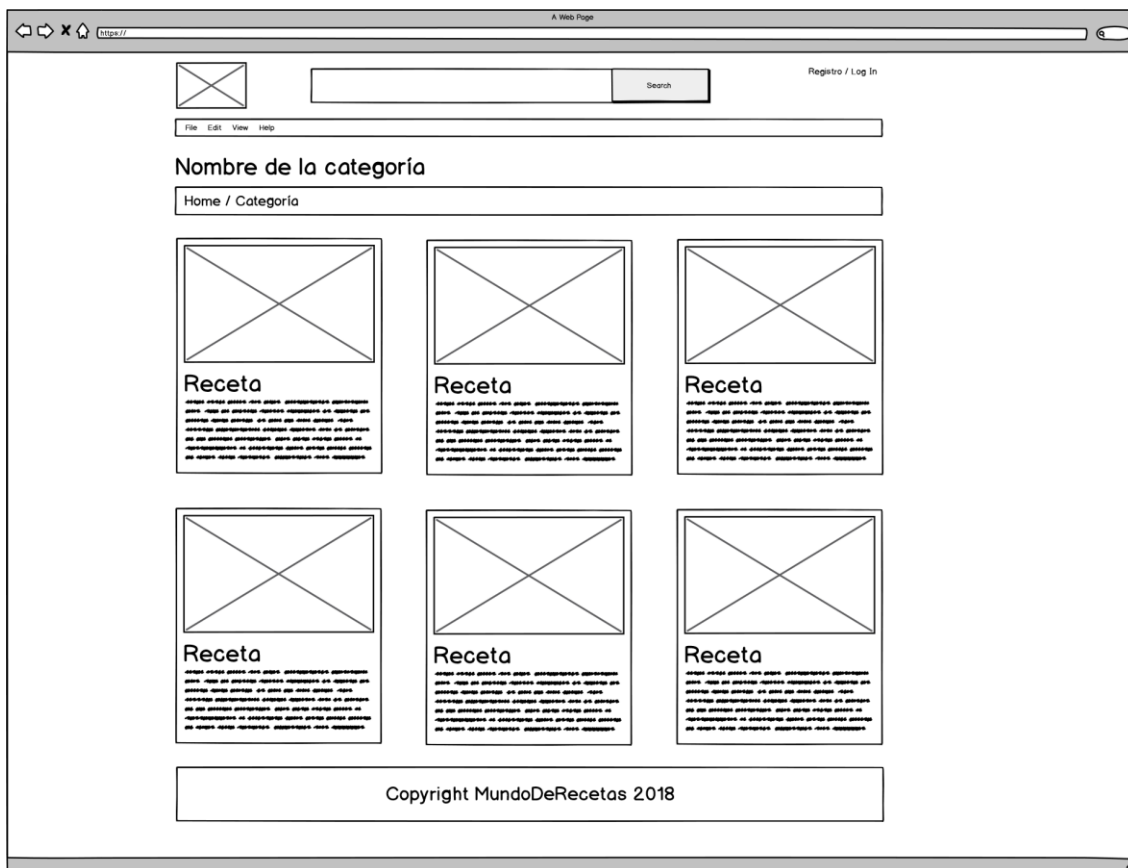 A Web Page
https://
Search
Registro / Log In
File Edit View Help
Nombre de la categoría
Home / Categoría
Receta
Receta
Receta
Receta
Receta
Receta
Copyright MundoDeRecetas 2018